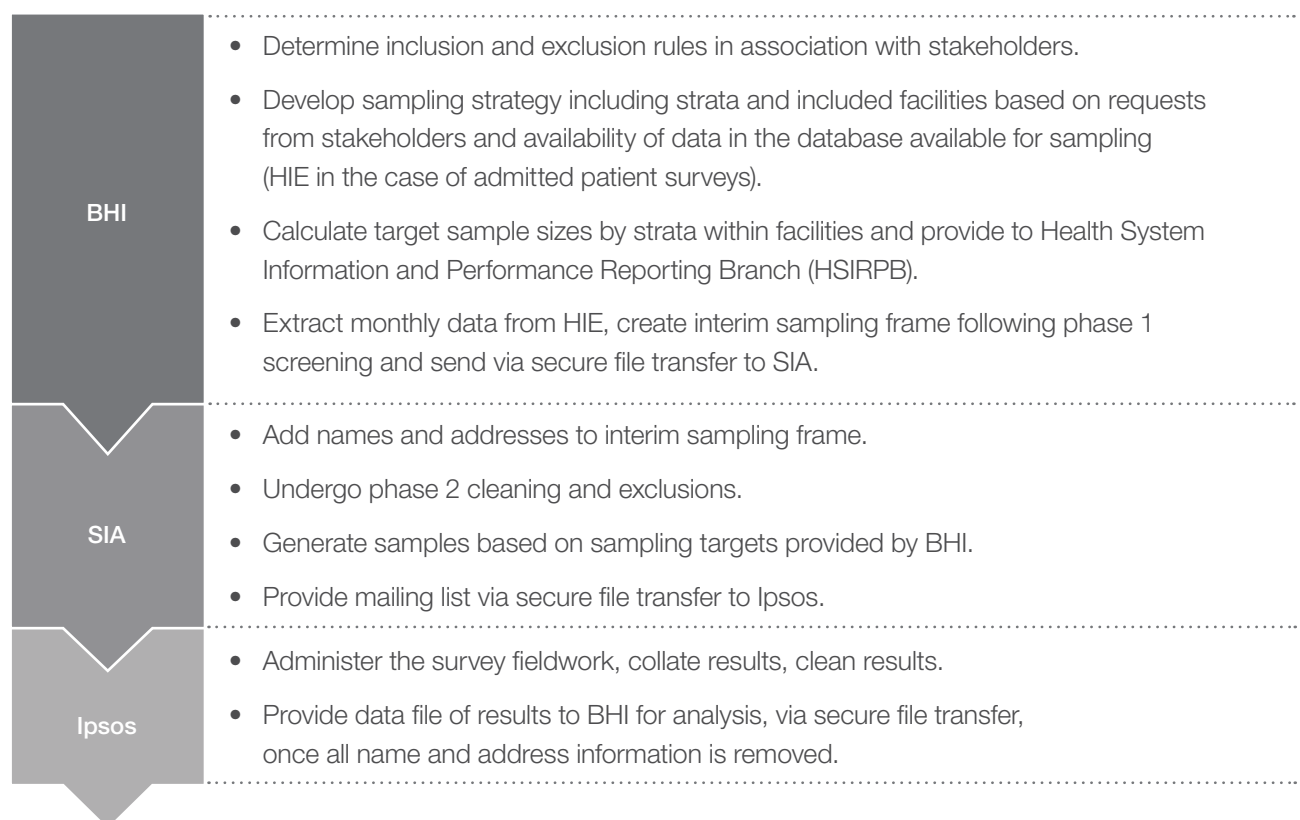 BHI
• Determine inclusion and exclusion rules in association with stakeholders.
• Develop sampling strategy including strata and included facilities based on requests
from stakeholders and availability of data in the database available for sampling
(HIE in the case of admitted patient surveys).
• Calculate target sample sizes by strata within facilities and provide to Health System
Information and Performance Reporting Branch (HSIRPB).
• Extract monthly data from HIE, create interim sampling frame following phase 1
screening and send via secure file transfer to SIA.
SIA
• Add names and addresses to interim sampling frame.
• Undergo phase 2 cleaning and exclusions.
• Generate samples based on sampling targets provided by BHI.
• Provide mailing list via secure file transfer to Ipsos.
Ipsos
• Administer the survey fieldwork, collate results, clean results.
• Provide data file of results to BHI for analysis, via secure file transfer,
once all name and address information is removed.